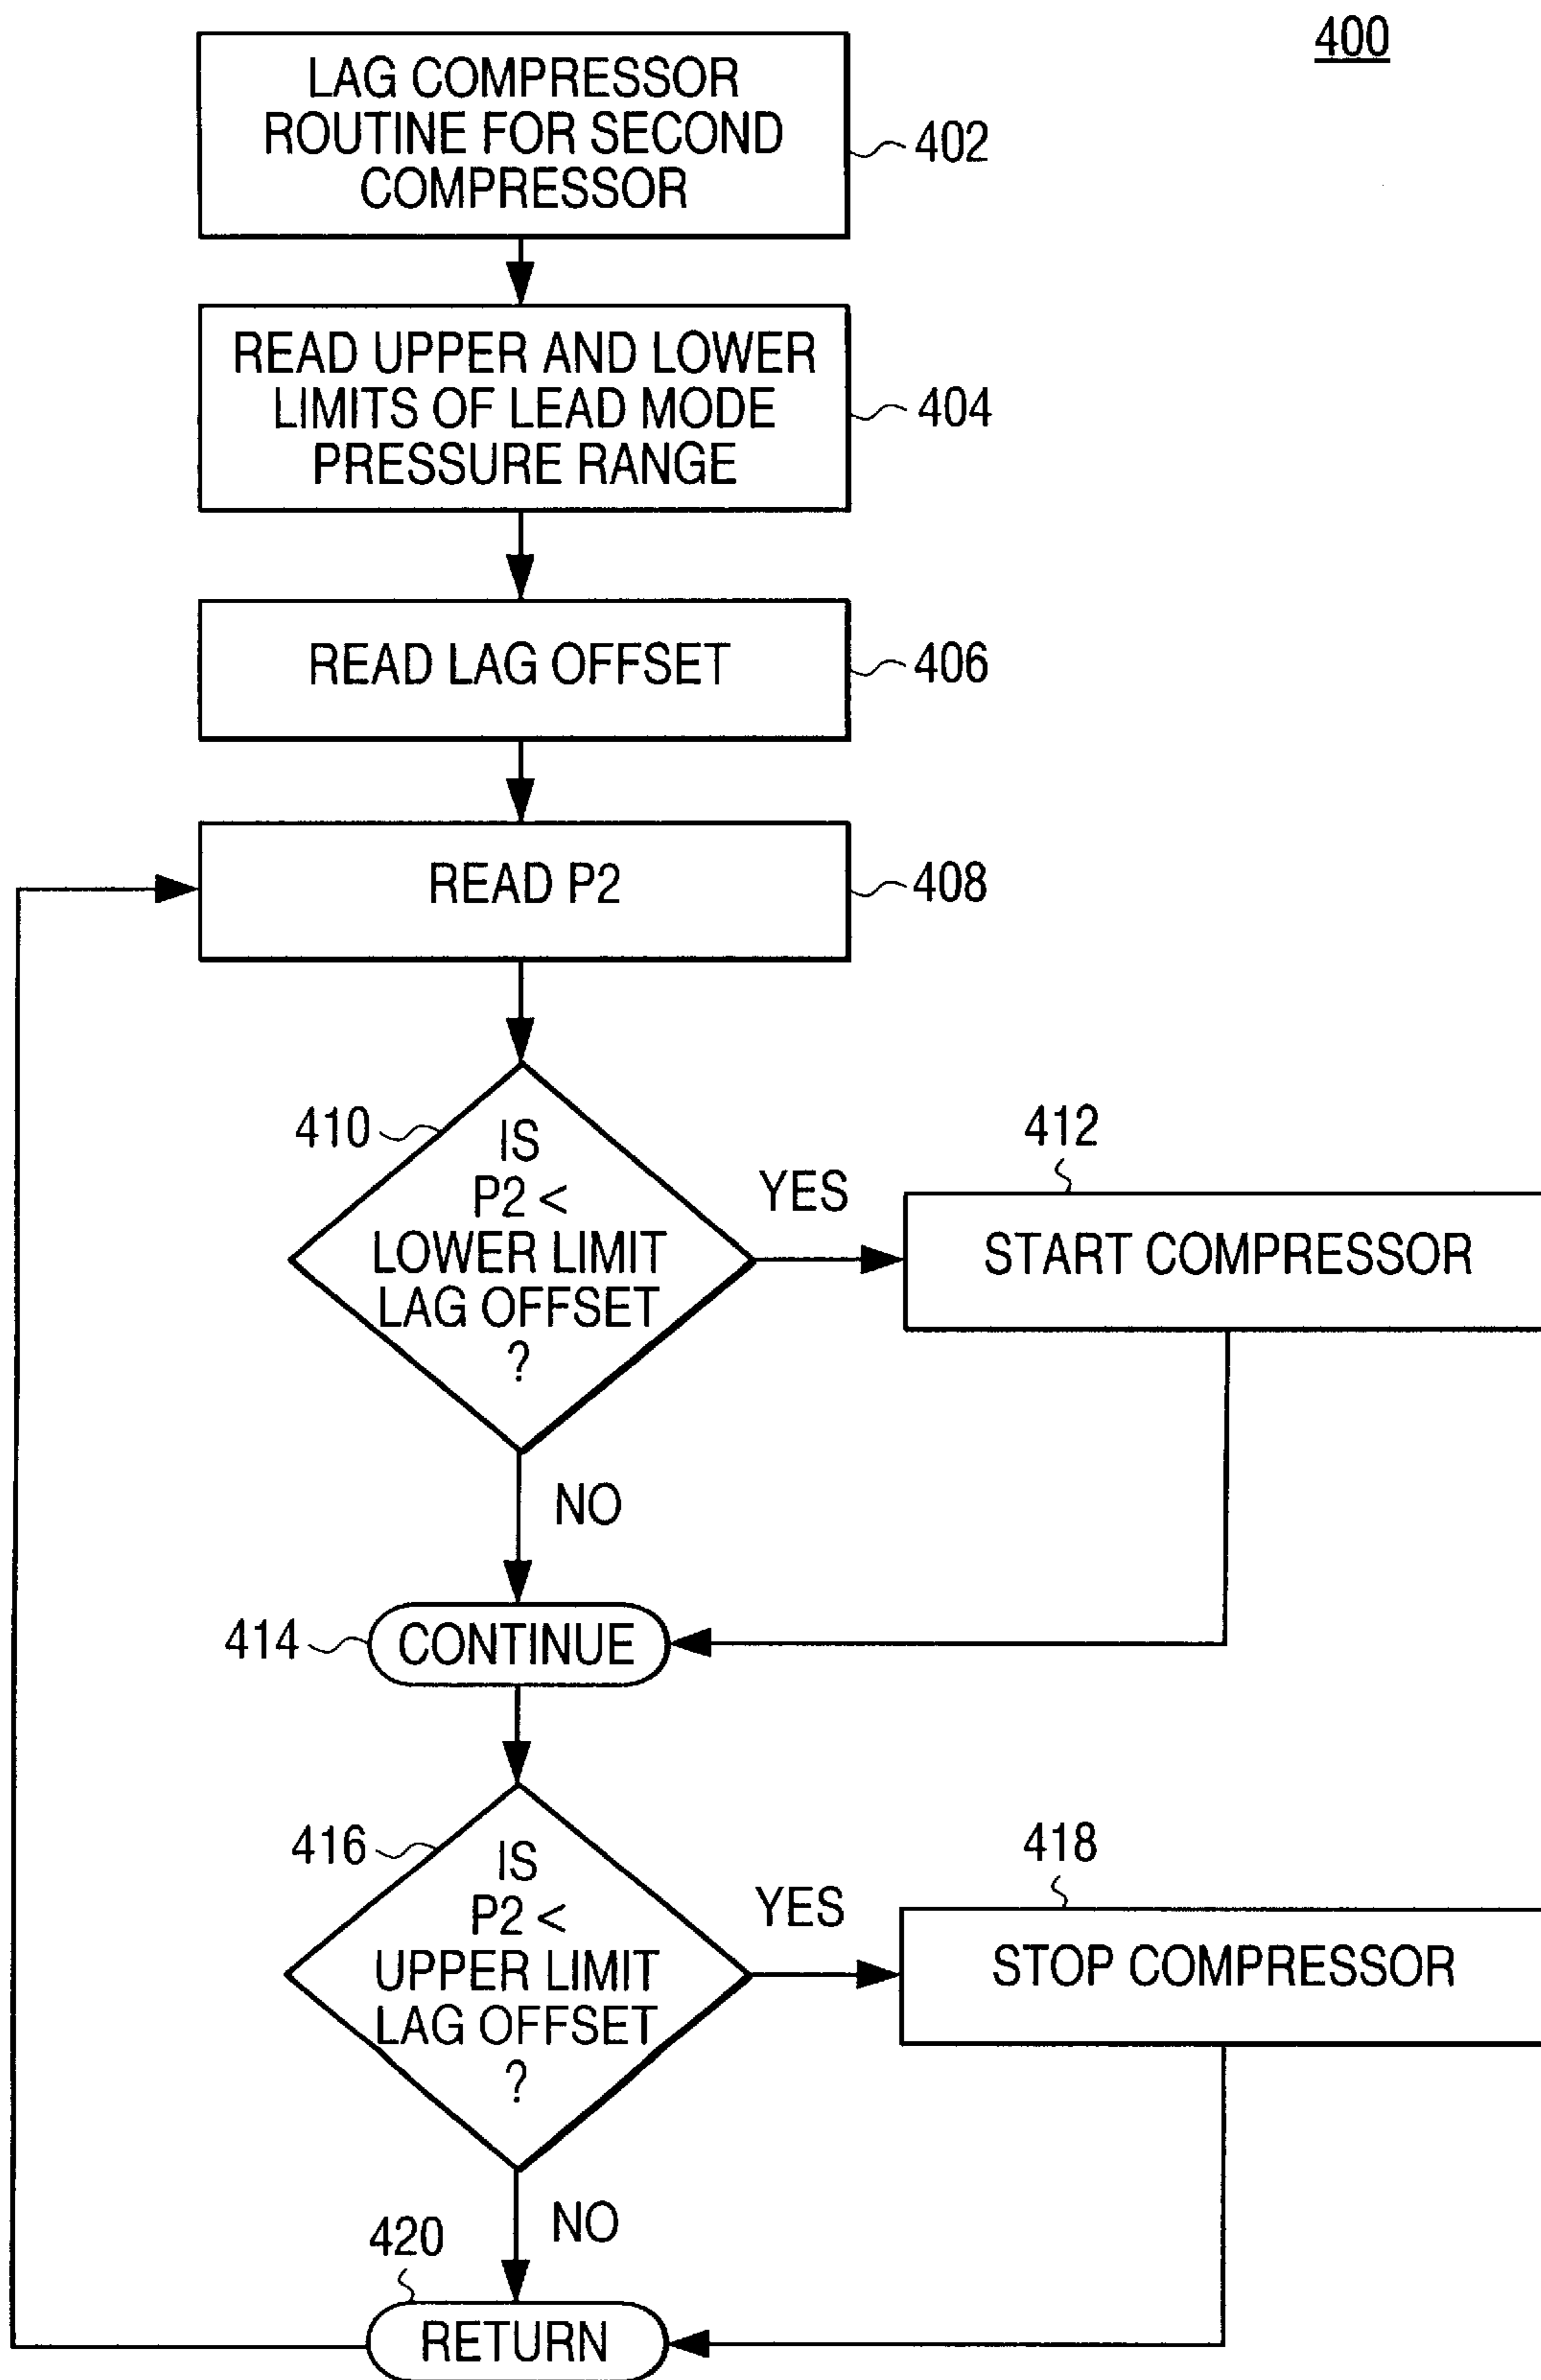 400
LAG COMPRESSOR
ROUTINE FOR SECOND
COMPRESSOR
402
READ UPPER AND LOWER
LIMITS OF LEAD MODE
PRESSURE RANGE
404
READ LAG OFFSET
406
READ P2
408
410
IS
P2 <
LOWER LIMIT
LAG OFFSET
?
YES
412
START COMPRESSOR
NO
414
CONTINUE
416
IS
P2 <
UPPER LIMIT
LAG OFFSET
?
YES
418
STOP COMPRESSOR
NO
420
RETURN